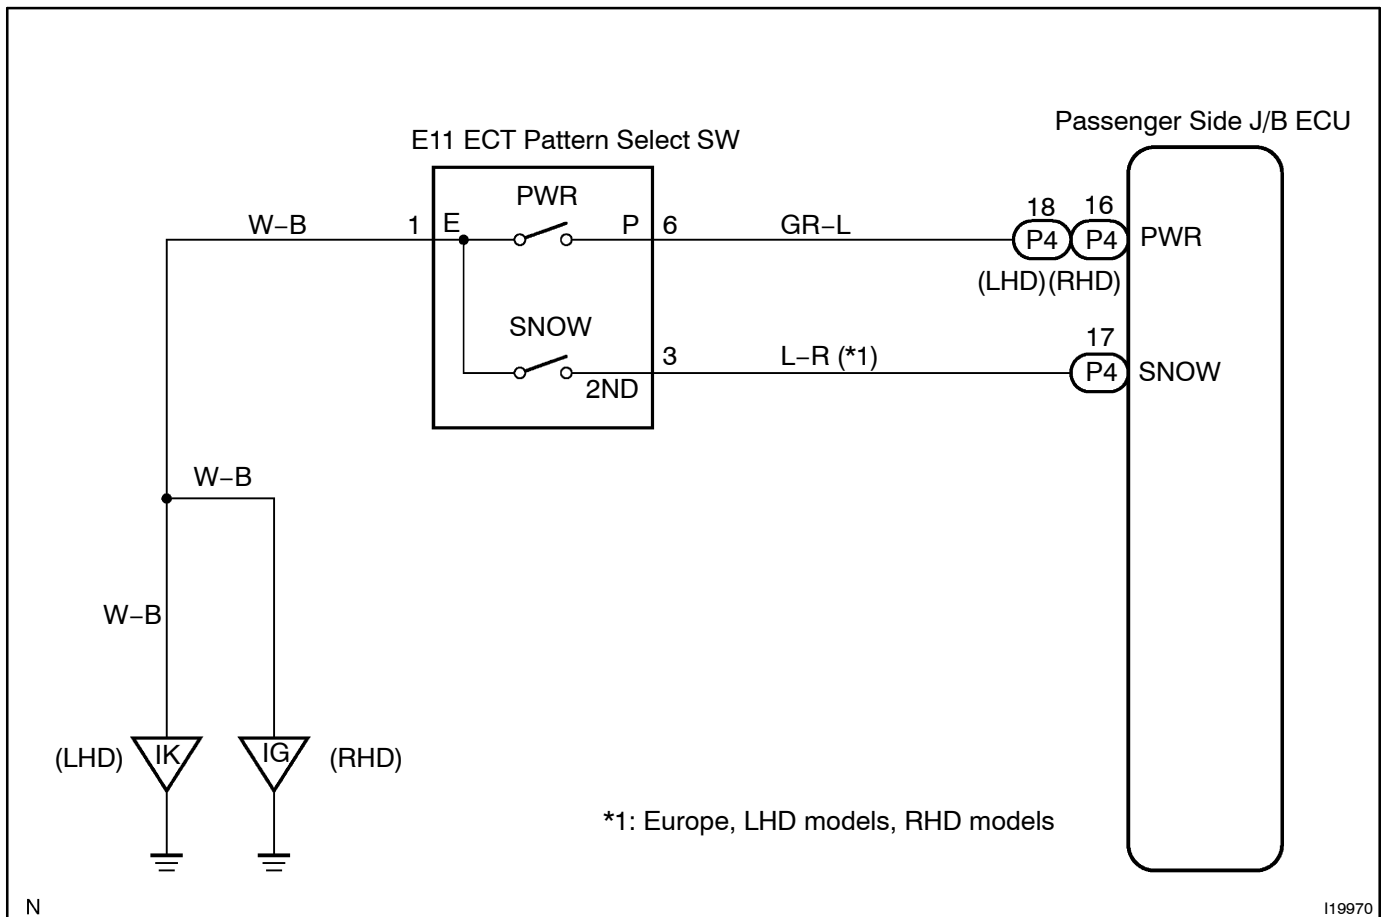 Passenger Side J/B ECU
E11 ECT Pattern Select SW
PWR
W–B 1 E P 6 GR–L 18 16
P4 P4 PWR
(LHD) (RHD)
SNOW
3 L–R (*1) 17
2ND P4 SNOW
W–B
W–B
(LHD) IK IG (RHD)
*1: Europe, LHD models, RHD models
N I19970